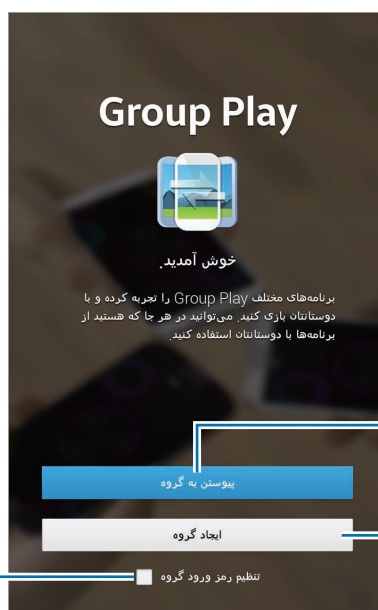 Group Play
خوش آمدید.
برنامه‌های مختلف Group Play را تجربه کرده و با
دوستانتان بازی کنید. می‌توانید در هر جا که هستید از
برنامه‌ها با دوستانتان استفاده کنید.
پیوستن به گروه
ایجاد گروه
تنظیم رمز ورود گروه